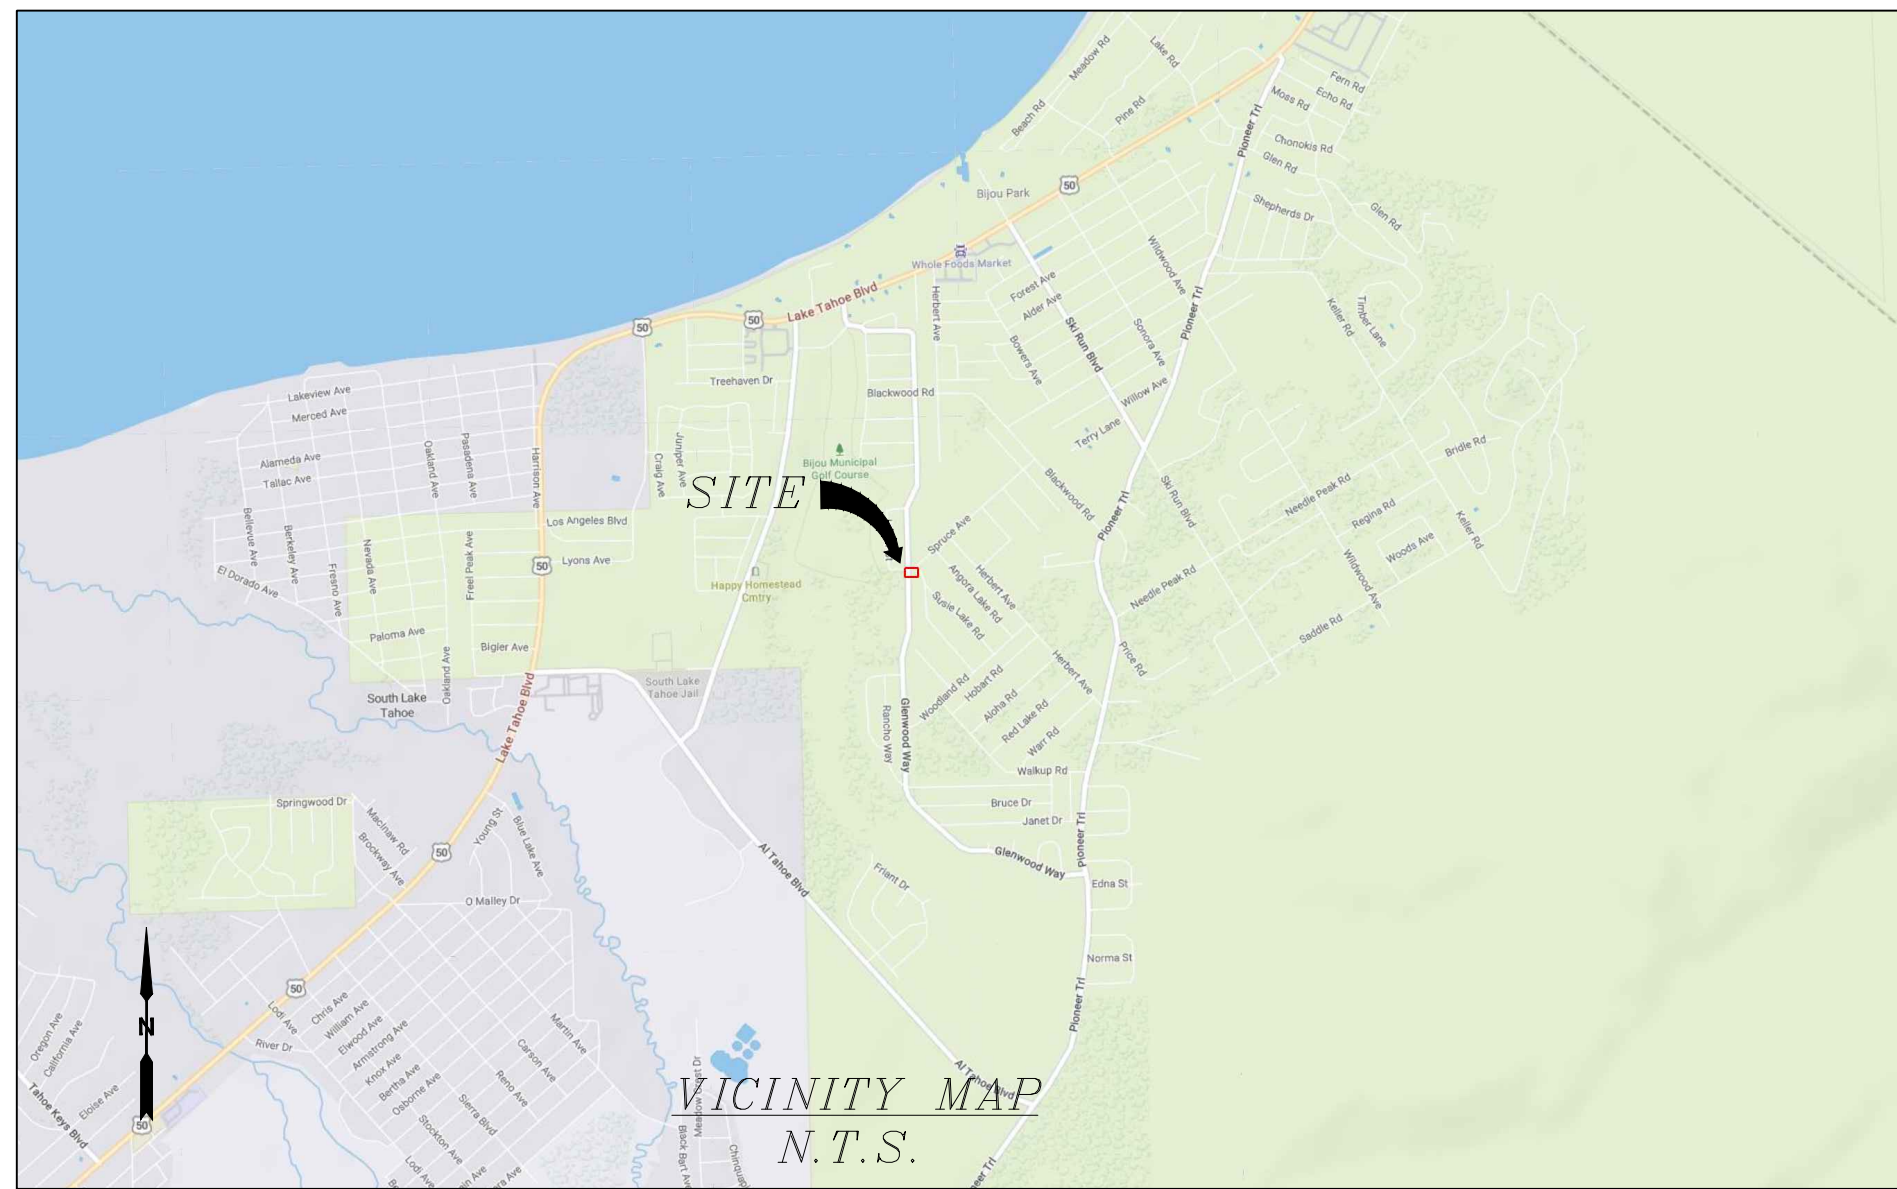 Meadow Rd
Lake Rd
Fern Rd
Echo Rd
Moss Rd
Beach Rd
Pine Rd
Pioneer Trl
Chonokis Rd
Glen Rd
Bijou Park
50
Shepherds Dr
Glen Rd
Whole Foods Market
Wildwood Ave
Forest Ave
Alder Ave
Herbert Ave
Lake Tahoe Blvd
50
50
Pioneer Trl
Keller Rd
Timber Lane
Ski Run Blvd
Sonora Ave
Bowers Ave
Treehaven Dr
Blackwood Rd
Willow Ave
Terry Lane
Lakeview Ave
Merced Ave
Alameda Ave
Tallac Ave
Oakland Ave
Pasadena Ave
Harrison Ave
Craig Ave
Juniper Ave
Bijou Municipal
Golf Course
Bridle Rd
SITE
Blackwood Rd
Ski Run Blvd
Needle Peak Rd
Regina Rd
Keller Rd
Woods Ave
Pioneer Trl
Los Angeles Blvd
Spruce Ave
Bellevue Ave
Berkeley Ave
Nevada Ave
Freel Peak Ave
50
Lyons Ave
Happy Homestead
Cmtry
El Dorado Ave
Fresno Ave
Angora Lake Rd
Herbert Ave
Susie Lake Rd
Needle Peak Rd
Wildwood Ave
Saddle Rd
Paloma Ave
Bigler Ave
Oakland Ave
South Lake
Tahoe
South Lake
Tahoe Jail
Lake Tahoe Blvd
Rancho Way
Glenwood Way
Woodland Rd
Hobart Rd
Aloha Rd
Red Lake Rd
Warr Rd
Herbert Ave
Price Rd
Walkup Rd
Bruce Dr
Janet Dr
Pioneer Trl
Springwood Dr
Macinaw Rd
Brockway Ave
50
Young St
Blue Lake Ave
Al Tahoe Blvd
Glenwood Way
Friant Dr
Edna St
O Malley Dr
Norma St
50
Lodi Ave
River Dr
Chris Ave
William Ave
Elwood Ave
Armstrong Ave
Knox Ave
Bertha Ave
Osborne Ave
Martin Ave
Carson Ave
Reno Ave
Sierra Blvd
Stockton Ave
Lodi Ave
Pioneer Trl
Oregon Ave
California Ave
N
Eloise Ave
Tahoe Keys Blvd
50
Al Tahoe Blvd
Meadow Crest Dr
Black Bart Ave
VICINITY MAP
N.T.S.